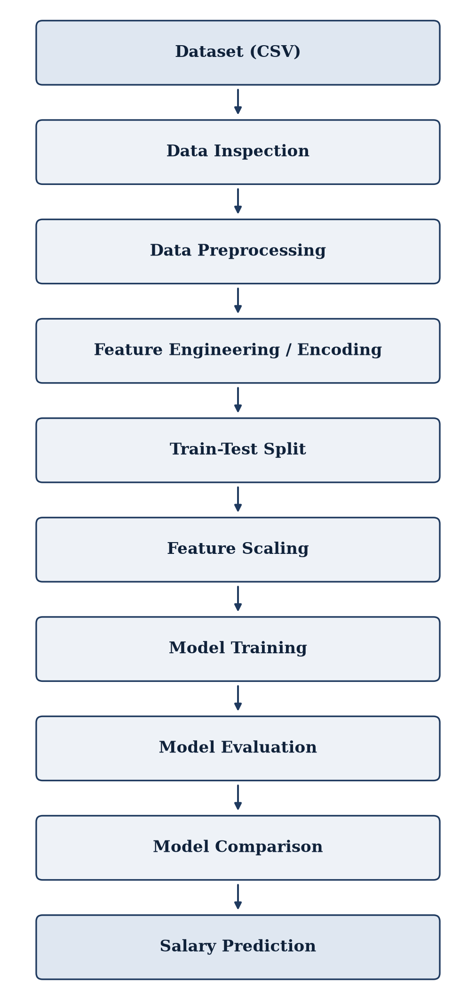 Dataset (CSV)
Data Inspection
Data Preprocessing
Feature Engineering / Encoding
Train-Test Split
Feature Scaling
Model Training
Model Evaluation
Model Comparison
Salary Prediction